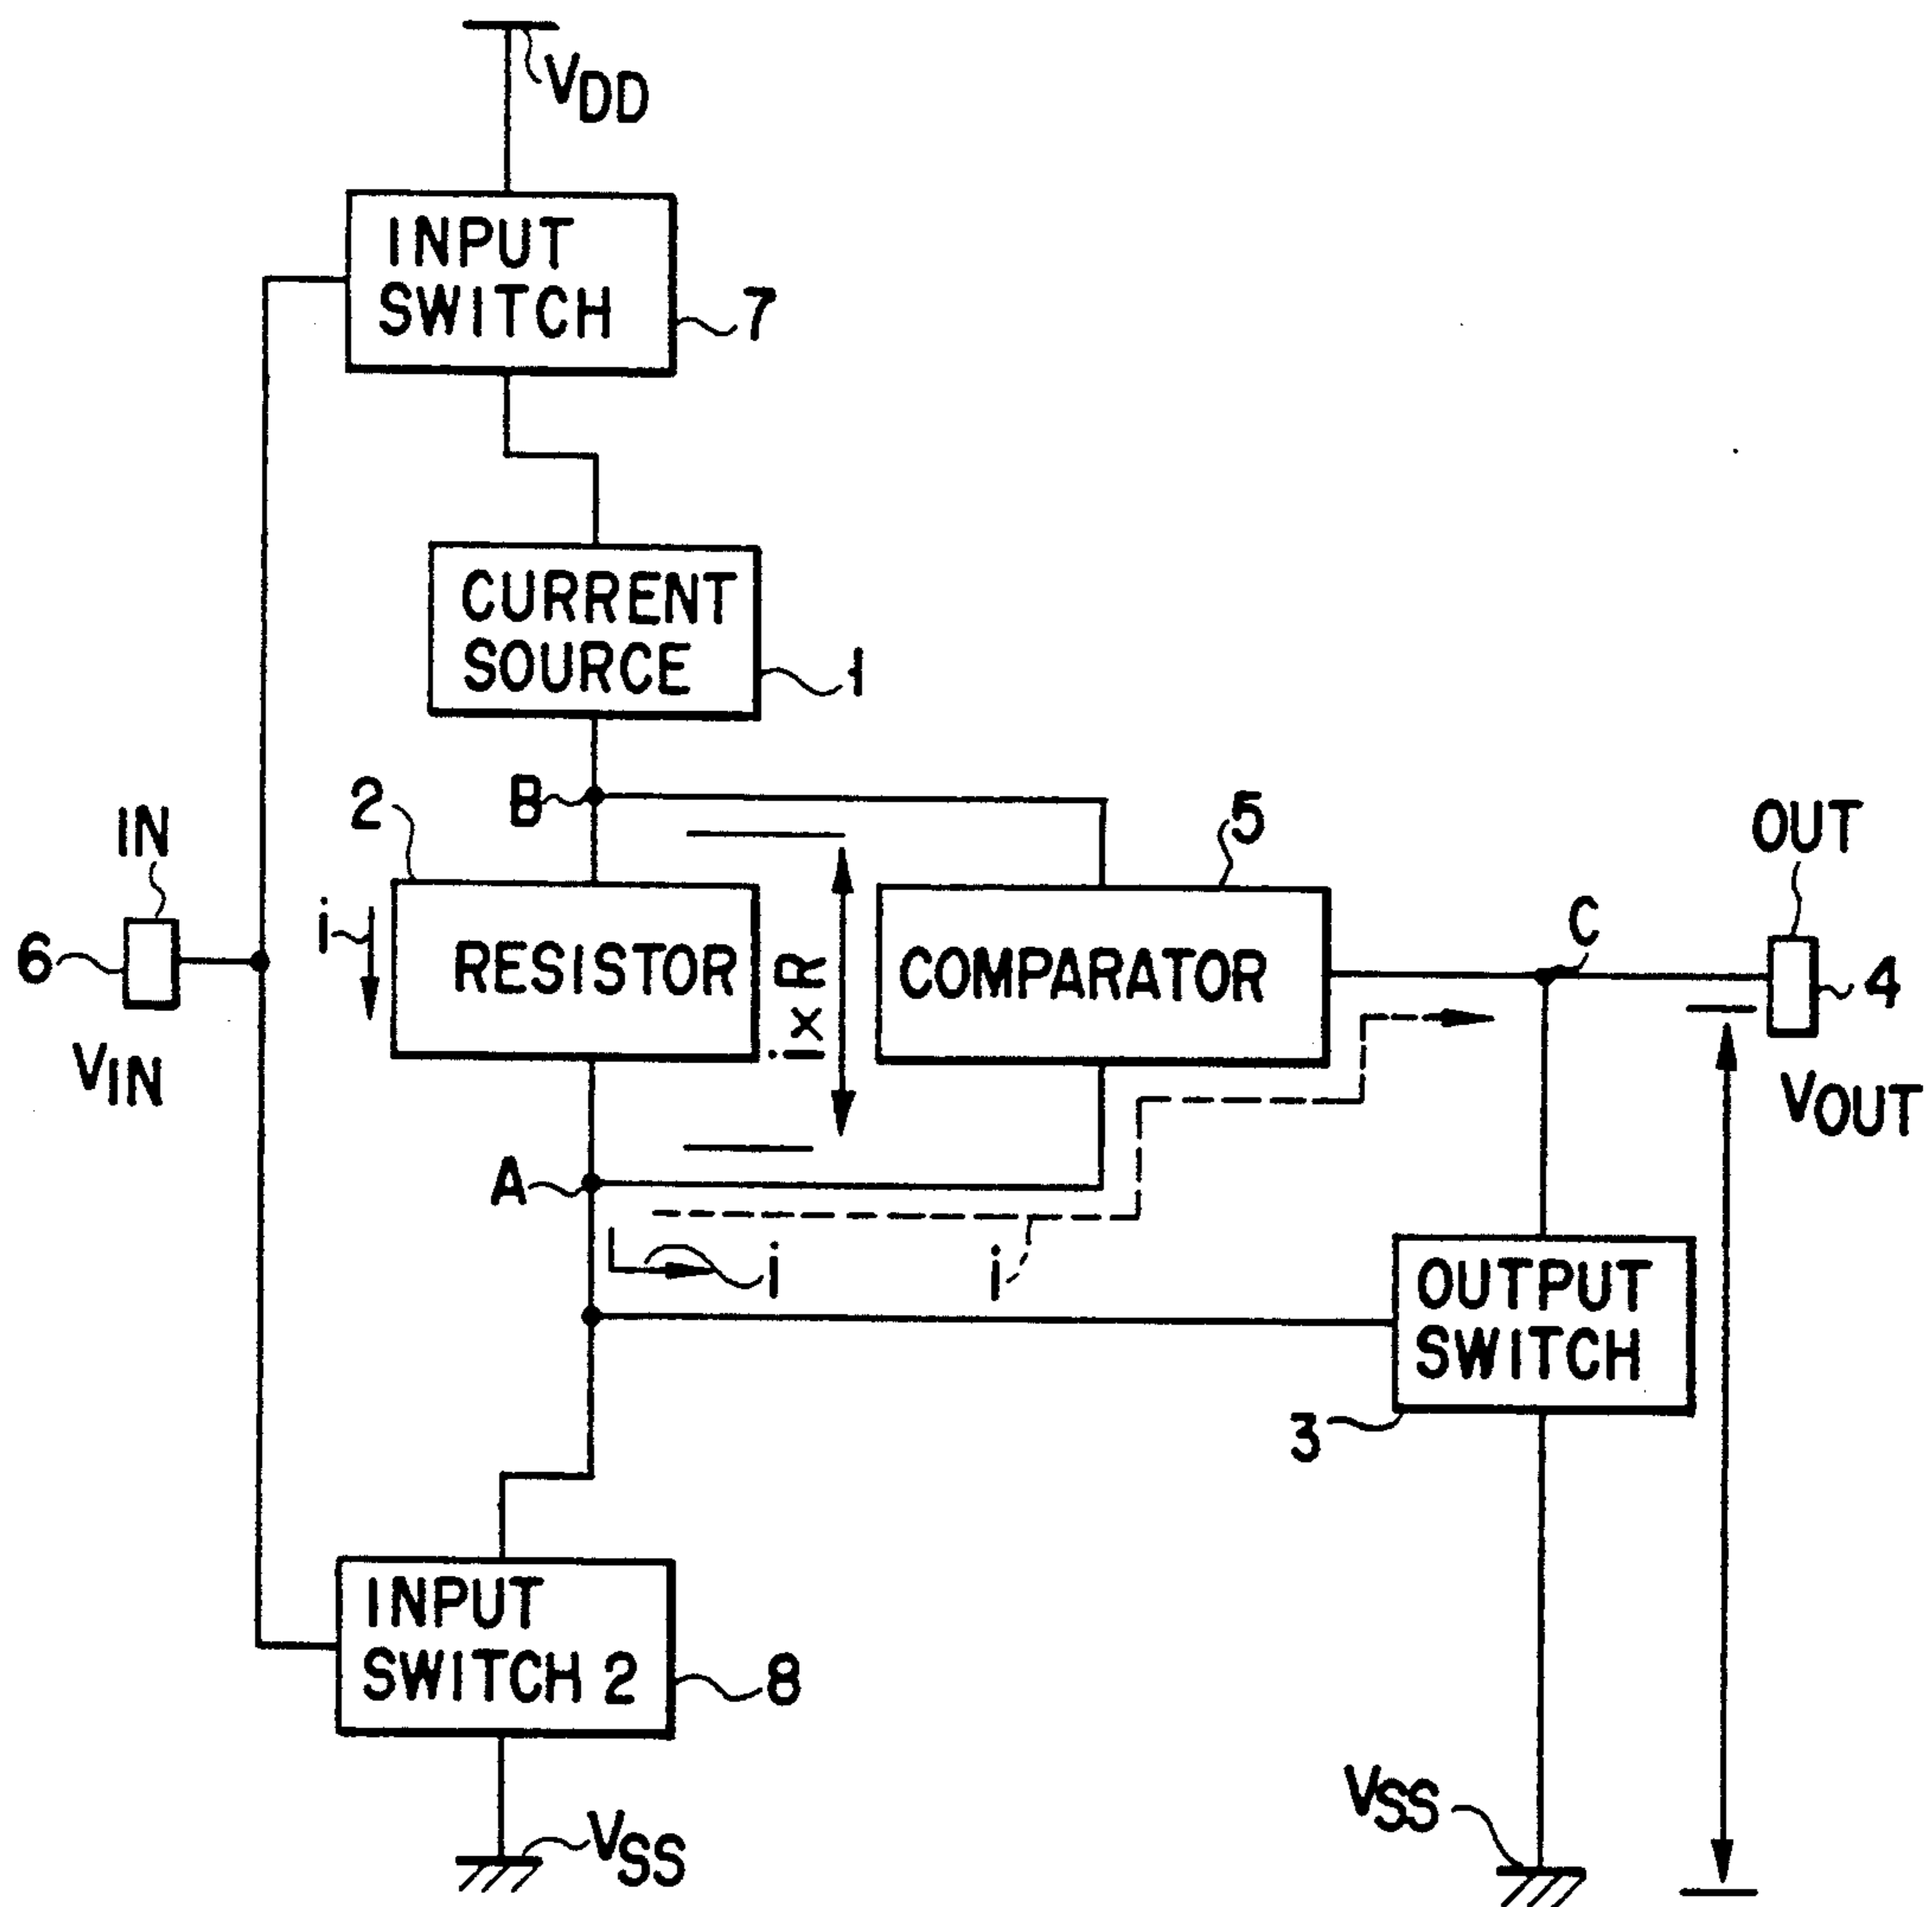 VDD
INPUT
SWITCH
7
CURRENT
SOURCE
1
B
2
5
IN
OUT
C
i
RESISTOR
i x R
COMPARATOR
6
4
VIN
VOUT
A
i
i
OUTPUT
SWITCH
3
INPUT
SWITCH 2
8
VSS
VSS